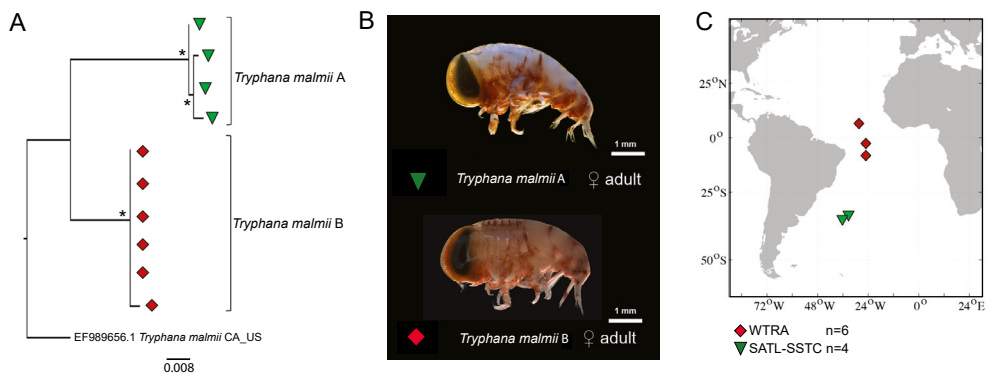 A
*
*
Tryphana malmii A
*
Tryphana malmii B
EF989656.1 Tryphana malmii CA_US
0.008
B
1 mm
Tryphana malmii A ♀ adult
1 mm
Tryphana malmii B ♀ adult
C
25°N
0°
25°S
50°S
72°W 48°W 24°W 0° 24°E
WTRA n=6
SATL-SSTC n=4